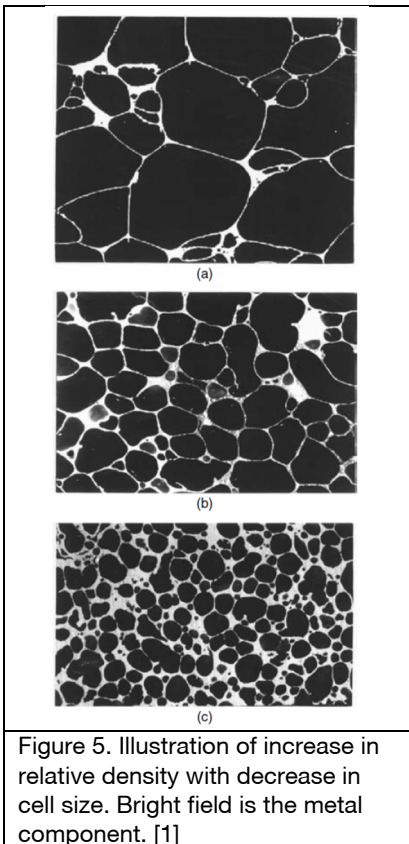 (a)
(b)
(c)
Figure 5. Illustration of increase in
relative density with decrease in
cell size. Bright field is the metal
component. [1]